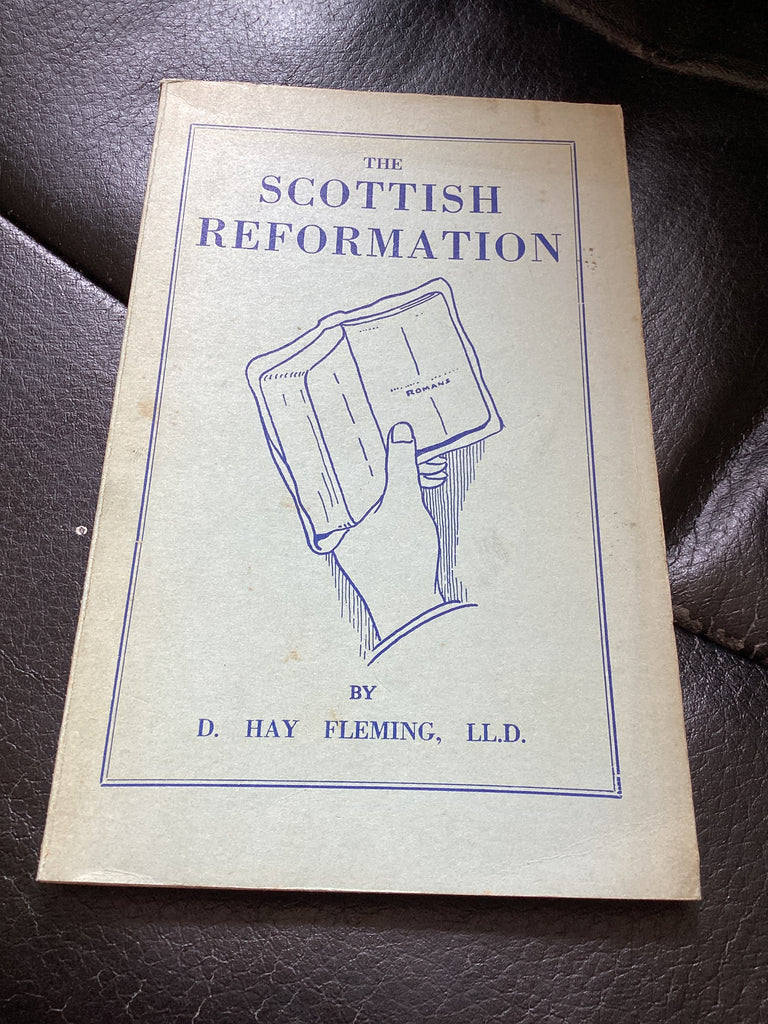 THE
SCOTTISH
REFORMATION
ROMANS
BY
D. HAY FLEMING, LL.D.